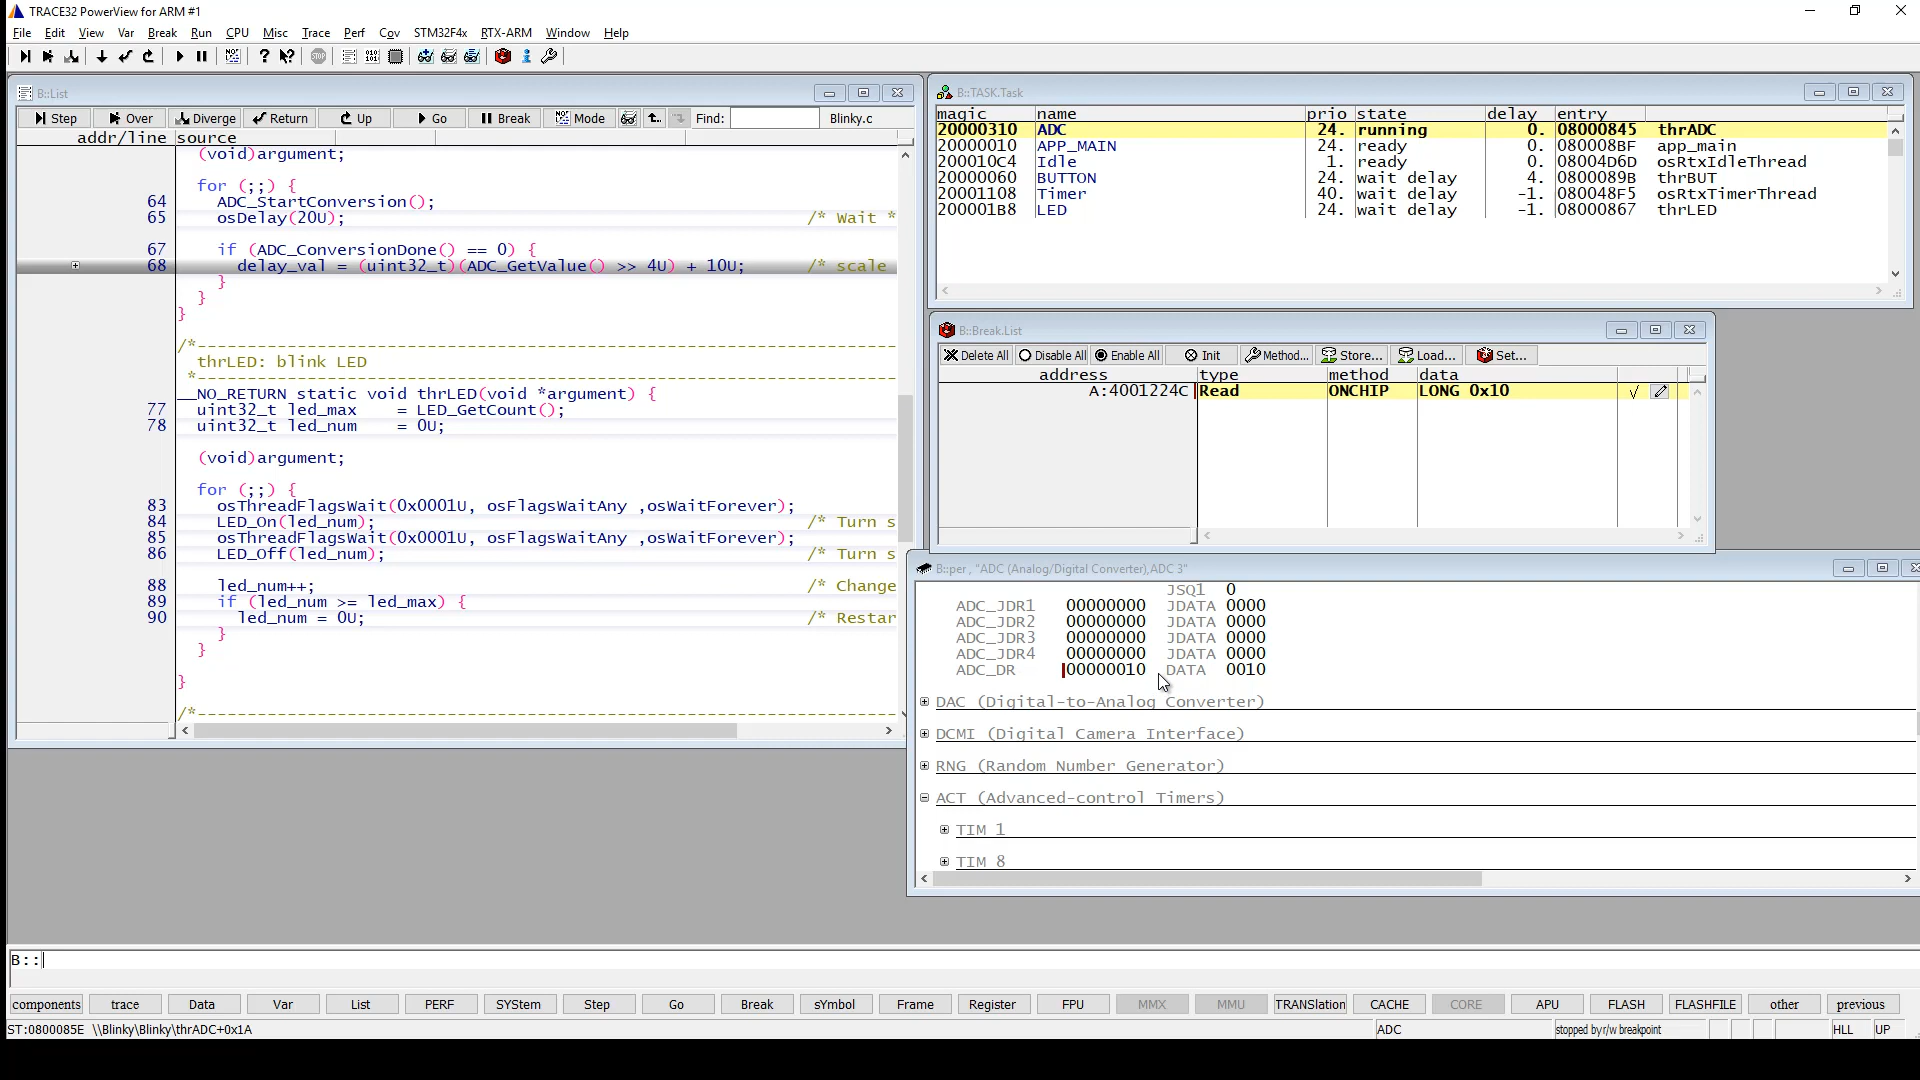 TRACE32 PowerView for ARM #1
File Edit View Var Break Run CPU Misc Trace Perf Cov STM32F4x RTX-ARM Window Help
B::List
Step Over Diverge Return Up Go Break Mode Find: Blinky.c
addr/line source
(void)argument;
for (;;) {
64 ADC_StartConversion();
65 osDelay(20U); /* Wait *
67 if (ADC_ConversionDone() == 0) {
68 delay_val = (uint32_t)(ADC_GetValue() >> 4U) + 10U; /* scale
}
}
}
/*------------------------------------------------------------------------
thrLED: blink LED
*------------------------------------------------------------------------
__NO_RETURN static void thrLED(void *argument) {
77 uint32_t led_max = LED_GetCount();
78 uint32_t led_num = 0U;
(void)argument;
for (;;) {
83 osThreadFlagsWait(0x0001U, osFlagsWaitAny ,osWaitForever);
84 LED_On(led_num); /* Turn s
85 osThreadFlagsWait(0x0001U, osFlagsWaitAny ,osWaitForever);
86 LED_Off(led_num); /* Turn s
88 led_num++; /* Change
89 if (led_num >= led_max) {
90 led_num = 0U; /* Restar
}
}
}
/*------------------------------------------------------------------------
B::TASK.Task
magic name prio state delay entry
20000310 ADC 24. running 0. 08000845 thrADC
20000010 APP_MAIN 24. ready 0. 080008BF app_main
200010C4 Idle 1. ready 0. 08004D6D osRtxIdleThread
20000060 BUTTON 24. wait delay 4. 0800089B thrBUT
20001108 Timer 40. wait delay -1. 080048F5 osRtxTimerThread
200001B8 LED 24. wait delay -1. 08000867 thrLED
B::Break.List
Delete All Disable All Enable All Init Method... Store... Load... Set...
address type method data
A:4001224C Read ONCHIP LONG 0x10 √
B::per , "ADC (Analog/Digital Converter),ADC 3"
JSQ1 0
ADC_JDR1 00000000 JDATA 0000
ADC_JDR2 00000000 JDATA 0000
ADC_JDR3 00000000 JDATA 0000
ADC_JDR4 00000000 JDATA 0000
ADC_DR 00000010 DATA 0010
DAC (Digital-to-Analog Converter)
DCMI (Digital Camera Interface)
RNG (Random Number Generator)
ACT (Advanced-control Timers)
TIM 1
TIM 8
B::
components trace Data Var List PERF SYStem Step Go Break sYmbol Frame Register FPU MMX MMU TRANSlation CACHE CORE APU FLASH FLASHFILE other previous
ST:0800085E \\Blinky\Blinky\thrADC+0x1A ADC stopped by r/w breakpoint HLL UP